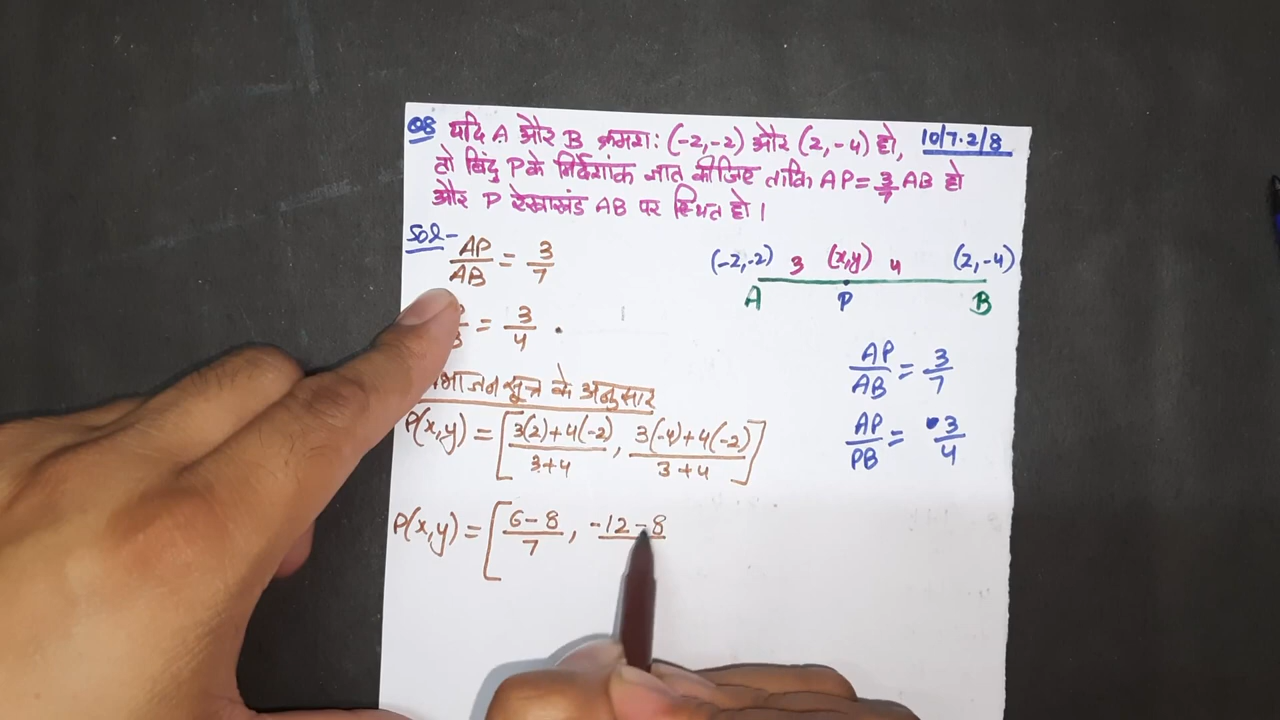 Q8 यदि A और B क्रमशः (-2,-2) और (2,-4) हो, 10/7.2/8
तो बिंदु P के निर्देशांक ज्ञात कीजिए ताकि AP = 3/7 AB हो
और P रेखाखंड AB पर स्थित हो।
Sol-
AP/AB = 3/7
= 3/4
सूत्र के अनुसार
P(x,y) = [3(2)+4(-2)/3+4, 3(-4)+4(-2)/3+4]
P(x,y) = [6-8/7, -12-8
(-2,-2) 3 (x,y) 4 (2,-4)
A P B
AP/AB = 3/7
AP/PB = 3/4